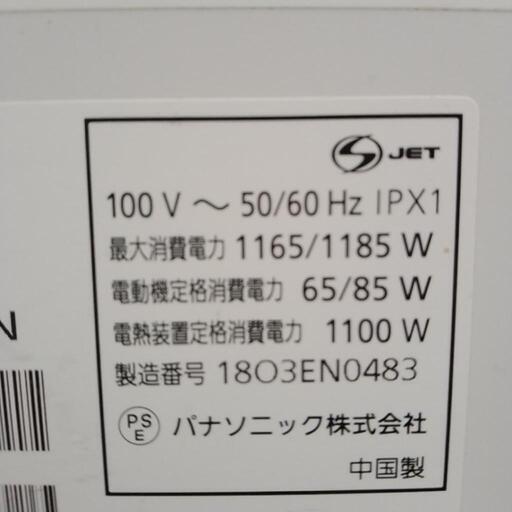 JET
100 V ～ 50/60 Hz IPX1
最大消費電力 1165/1185 W
電動機定格消費電力 65/85 W
N
電熱装置定格消費電力 1100 W
製造番号 18O3EN0483
PSE パナソニック株式会社
中国製